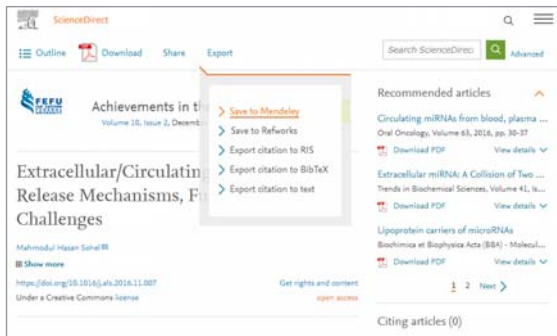 ScienceDirect
Outline Download Share Export
Search ScienceDirec
Advanced
FEFU
Achievements in th
Volume 10, Issue 2, Decemb
Save to Mendeley
Save to Refworks
Export citation to RIS
Export citation to BibTeX
Export citation to text
Extracellular/Circulating
Release Mechanisms, Fu
Challenges
Mahmodul Hasan Sohel
Show more
https://doi.org/10.1016/j.als.2016.11.007
Get rights and content
Under a Creative Commons license
open access
Recommended articles
Circulating miRNAs from blood, plasma ...
Oral Oncology, Volume 63, 2016, pp. 30-37
Download PDF View details
Extracellular miRNA: A Collision of Two ...
Trends in Biochemical Sciences, Volume 41, Is...
Download PDF View details
Lipoprotein carriers of microRNAs
Biochimica et Biophysica Acta (BBA) - Molecul...
Download PDF View details
1 2 Next
Citing articles (0)